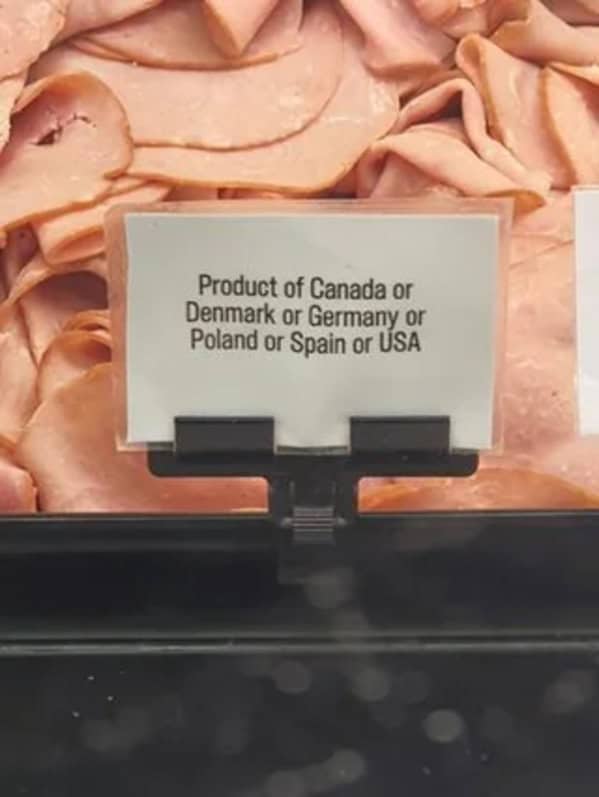 Product of Canada or
Denmark or Germany or
Poland or Spain or USA